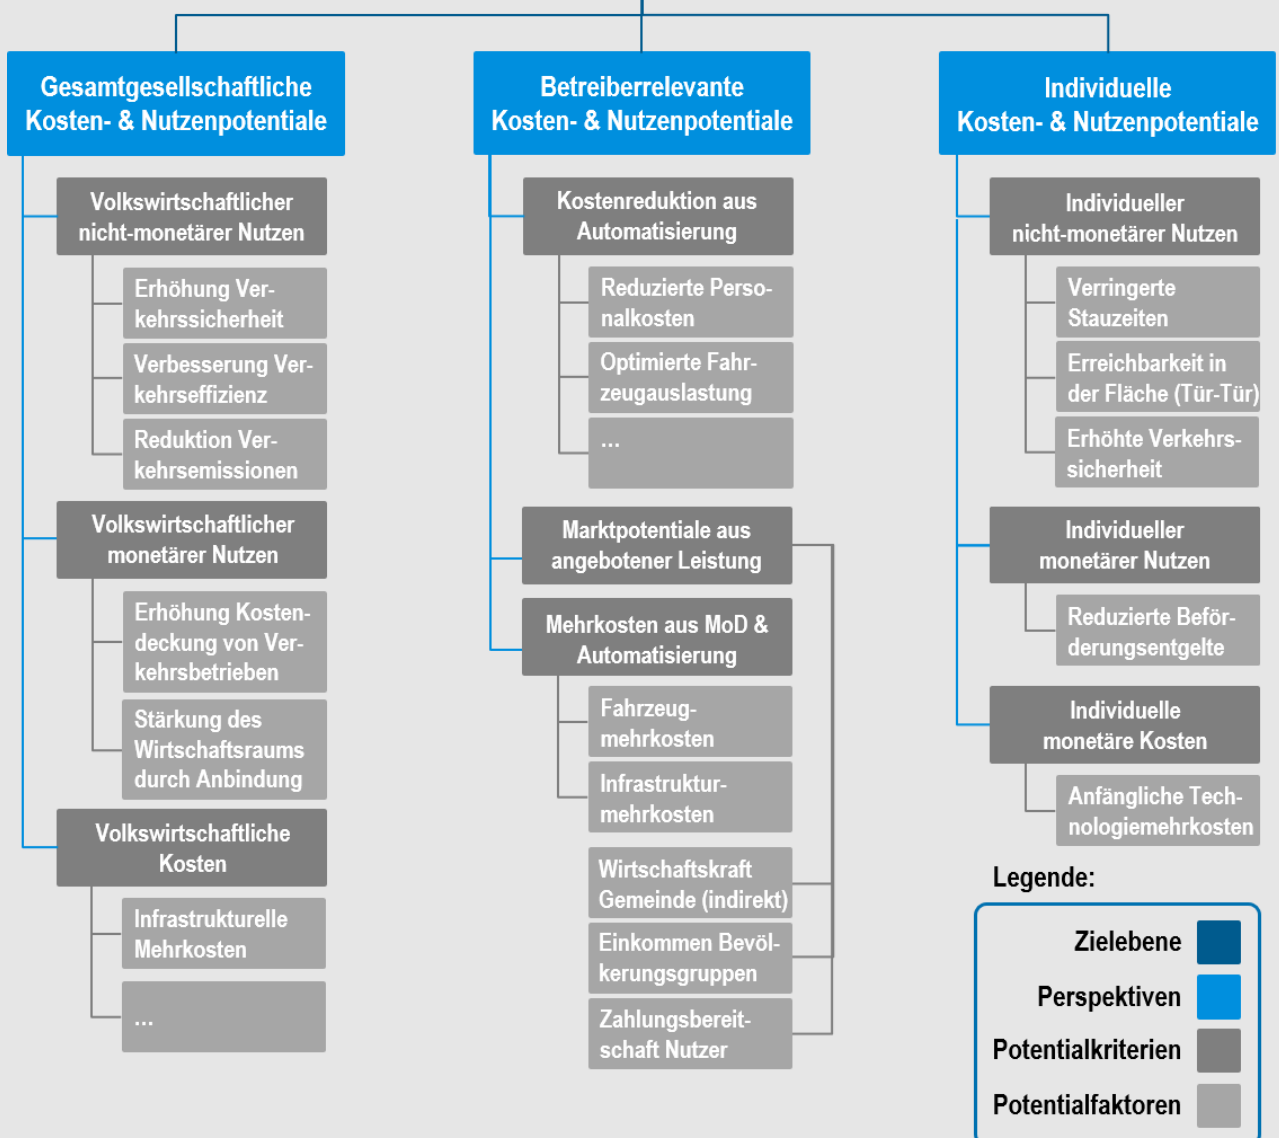 Gesamtgesellschaftliche
Kosten- & Nutzenpotentiale
Volkswirtschaftlicher
nicht-monetärer Nutzen
Erhöhung Ver-
kehrssicherheit
Verbesserung Ver-
kehrseffizienz
Reduktion Ver-
kehrsemissionen
Volkswirtschaftlicher
monetärer Nutzen
Erhöhung Kosten-
deckung von Ver-
kehrsbetrieben
Stärkung des
Wirtschaftsraums
durch Anbindung
Volkswirtschaftliche
Kosten
Infrastrukturelle
Mehrkosten
...
Betreiberrelevante
Kosten- & Nutzenpotentiale
Kostenreduktion aus
Automatisierung
Reduzierte Perso-
nalkosten
Optimierte Fahr-
zeugauslastung
...
Marktpotentiale aus
angebotener Leistung
Mehrkosten aus MoD &
Automatisierung
Fahrzeug-
mehrkosten
Infrastruktur-
mehrkosten
Wirtschaftskraft
Gemeinde (indirekt)
Einkommen Bevöl-
kerungsgruppen
Zahlungsbereit-
schaft Nutzer
Individuelle
Kosten- & Nutzenpotentiale
Individueller
nicht-monetärer Nutzen
Verringerte
Stauzeiten
Erreichbarkeit in
der Fläche (Tür-Tür)
Erhöhte Verkehrs-
sicherheit
Individueller
monetärer Nutzen
Reduzierte Beför-
derungsentgelte
Individuelle
monetäre Kosten
Anfängliche Tech-
nologiemehrkosten
Legende:
Zielebene
Perspektiven
Potentialkriterien
Potentialfaktoren